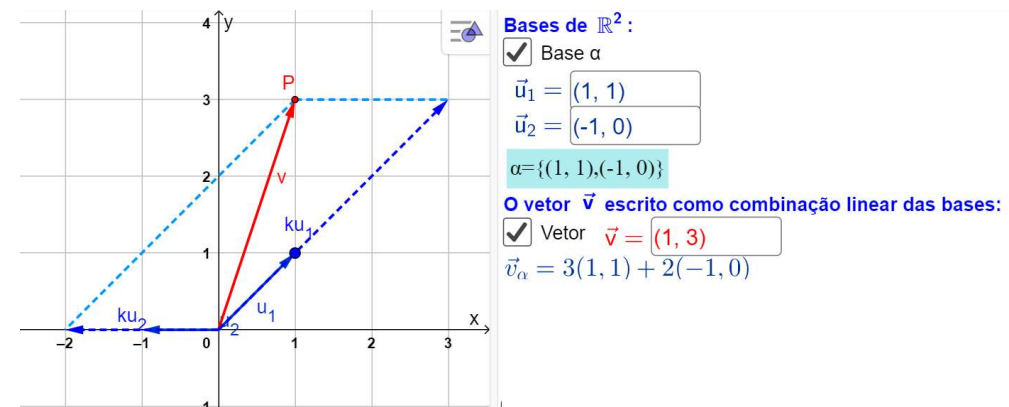 4 y
P
3
2
v
ku₁
1
u₁
ku₂
₂
x
–2 –1 0 1 2 3
Bases de ℝ² :
Base α
u⃗₁ = (1, 1)
u⃗₂ = (-1, 0)
α={(1, 1),(-1, 0)}
O vetor v⃗ escrito como combinação linear das bases:
Vetor v⃗ = (1, 3)
v⃗α = 3(1, 1) + 2(−1, 0)